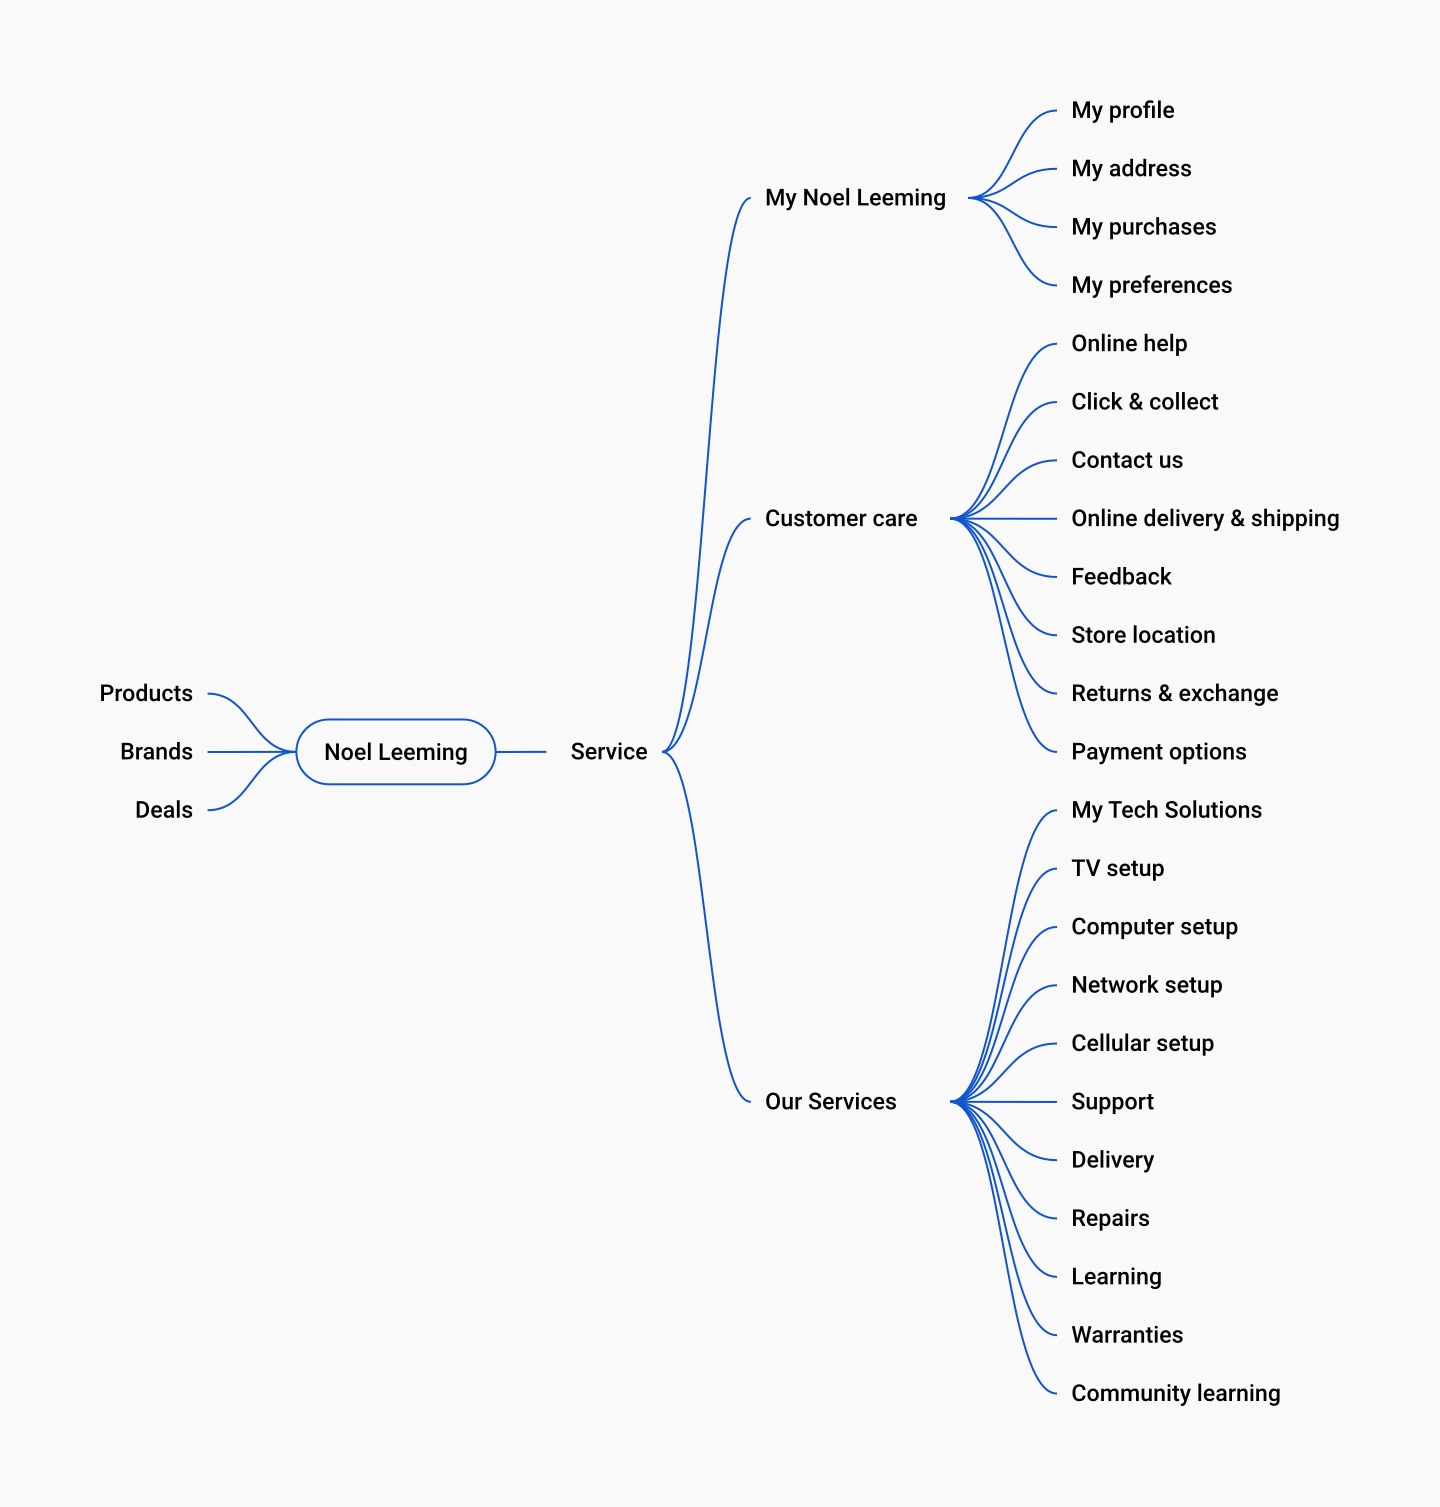 Products
Brands
Deals
Noel Leeming
Service
My Noel Leeming
My profile
My address
My purchases
My preferences
Customer care
Online help
Click & collect
Contact us
Online delivery & shipping
Feedback
Store location
Returns & exchange
Payment options
Our Services
My Tech Solutions
TV setup
Computer setup
Network setup
Cellular setup
Support
Delivery
Repairs
Learning
Warranties
Community learning